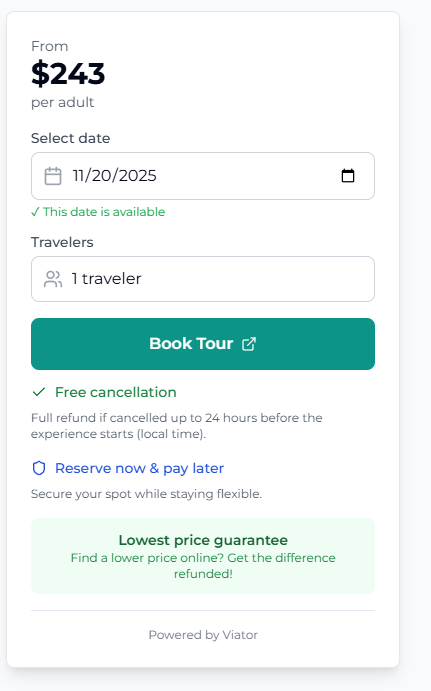 From
$243
per adult
Select date
11/20/2025
✓ This date is available
Travelers
1 traveler
Book Tour
Free cancellation
Full refund if cancelled up to 24 hours before the
experience starts (local time).
Reserve now & pay later
Secure your spot while staying flexible.
Lowest price guarantee
Find a lower price online? Get the difference
refunded!
Powered by Viator